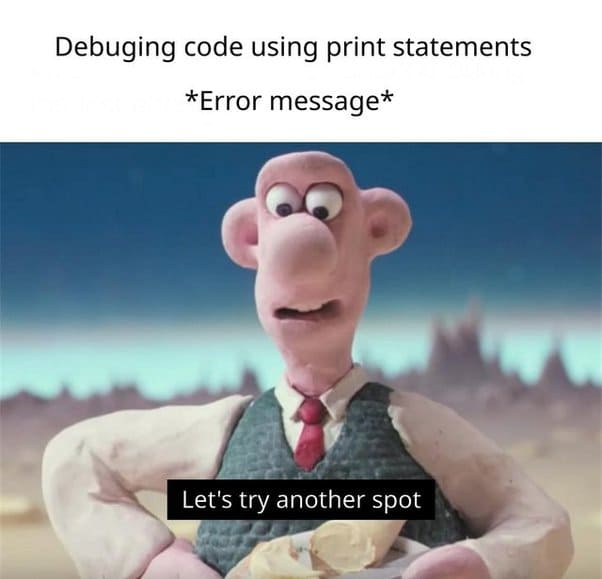 Debuging code using print statements
*Error message*
Let's try another spot